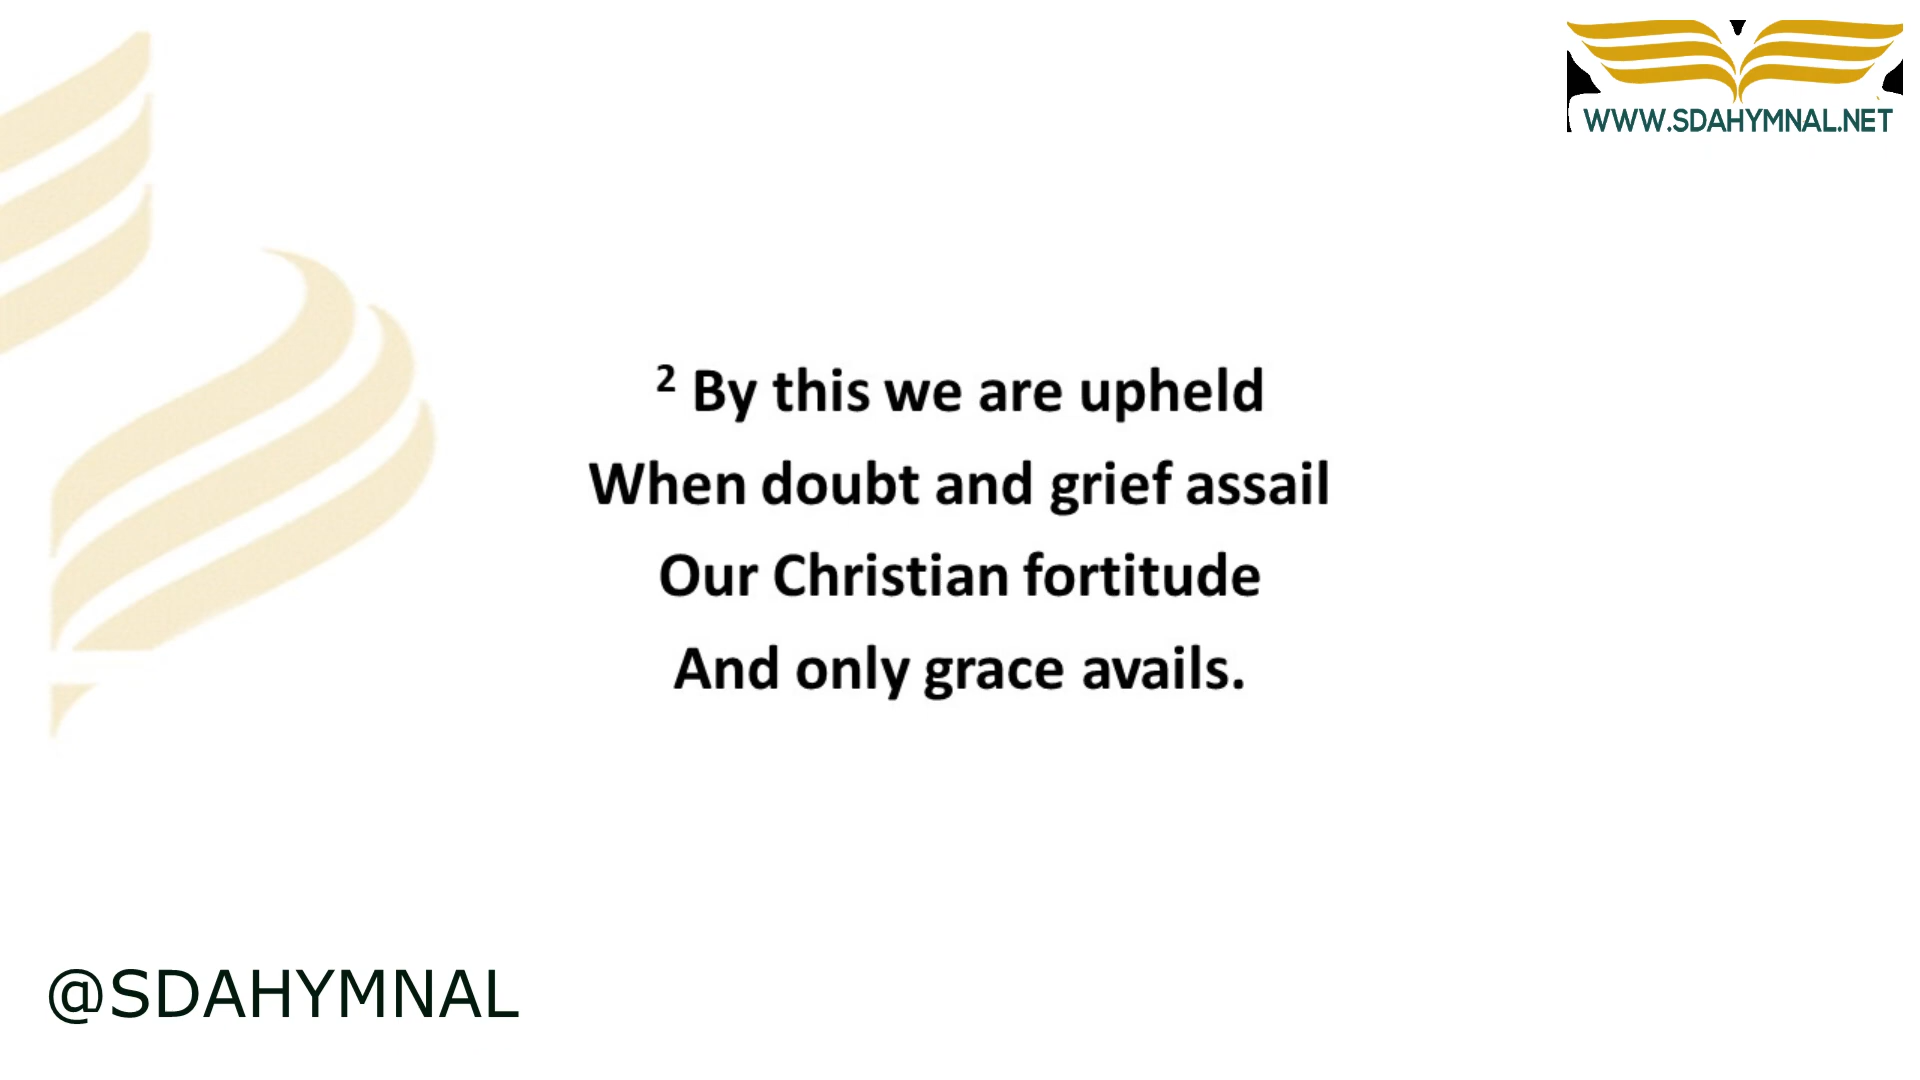 WWW.SDAHYMNAL.NET
² By this we are upheld
When doubt and grief assail
Our Christian fortitude
And only grace avails.
@SDAHYMNAL